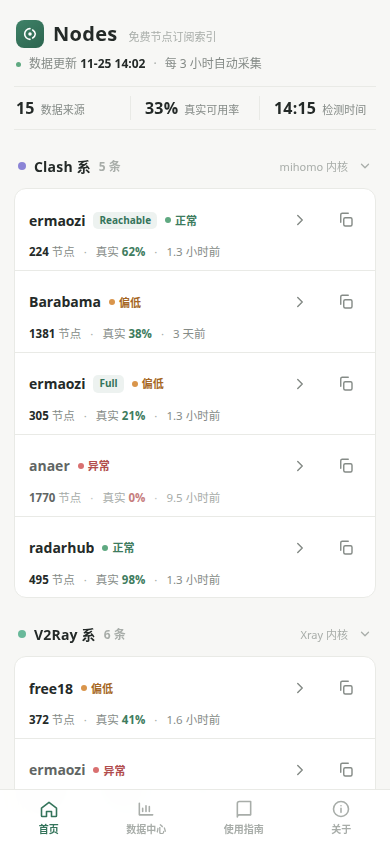 Nodes 免费节点订阅索引
数据更新 11-25 14:02 · 每 3 小时自动采集
15 数据来源 33% 真实可用率 14:15 检测时间
Clash 系 5 条 mihomo 内核
ermaozi Reachable 正常
224 节点 · 真实 62% · 1.3 小时前
Barabama 偏低
1381 节点 · 真实 38% · 3 天前
ermaozi Full 偏低
305 节点 · 真实 21% · 1.3 小时前
anaer 异常
1770 节点 · 真实 0% · 9.5 小时前
radarhub 正常
495 节点 · 真实 98% · 1.3 小时前
V2Ray 系 6 条 Xray 内核
free18 偏低
372 节点 · 真实 41% · 1.6 小时前
ermaozi 异常
首页 数据中心 使用指南 关于